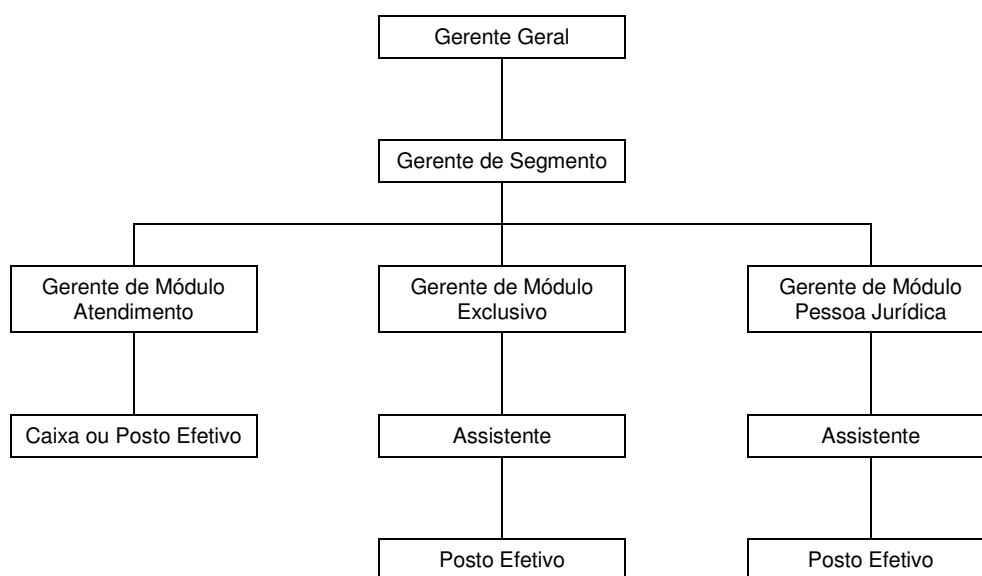 Gerente Geral
Gerente de Segmento
Gerente de Módulo
Atendimento
Gerente de Módulo
Exclusivo
Gerente de Módulo
Pessoa Jurídica
Caixa ou Posto Efetivo
Assistente
Assistente
Posto Efetivo
Posto Efetivo